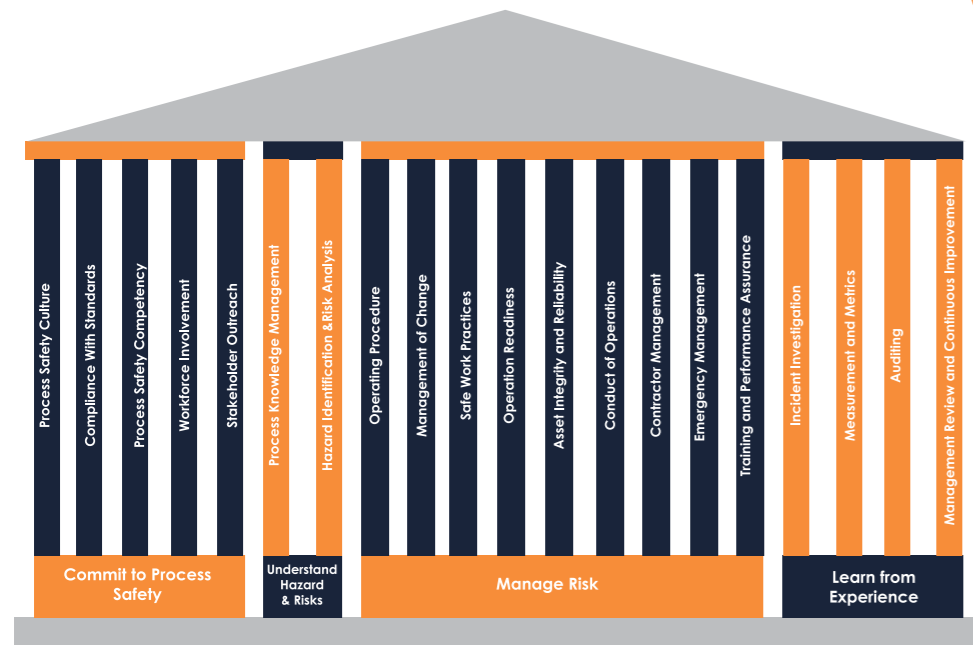 Process Safety Culture
Compliance With Standards
Process Safety Competency
Workforce Involvement
Stakeholder Outreach
Process Knowledge Management
Hazard Identification &Risk Analysis
Operating Procedure
Management of Change
Safe Work Practices
Operation Readiness
Asset Integrity and Reliability
Conduct of Operations
Contractor Management
Emergency Management
Training and Performance Assurance
Incident Investigation
Measurement and Metrics
Auditing
Management Review and Continuous Improvement
Commit to Process
Safety
Understand
Hazard
& Risks
Manage Risk
Learn from
Experience